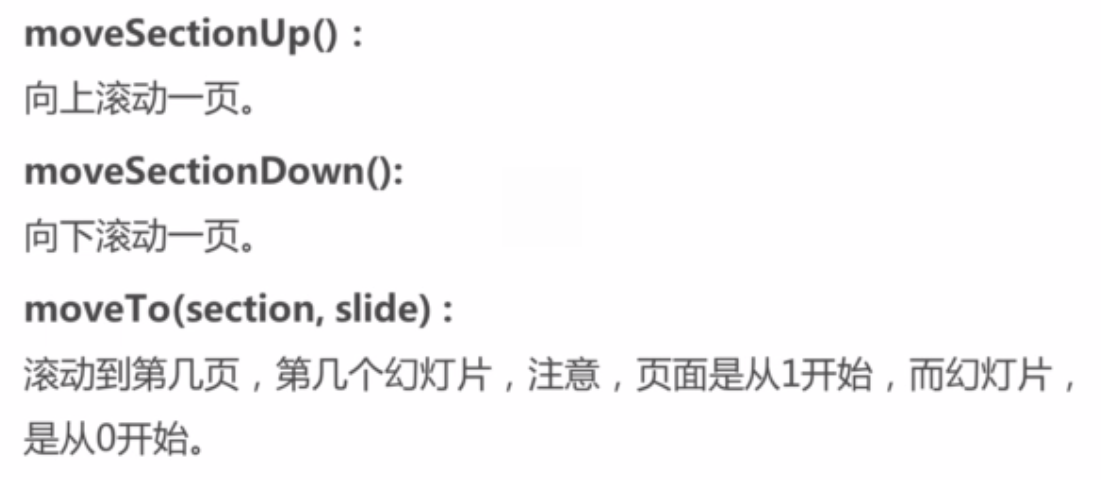 moveSectionUp()：
向上滚动一页。
moveSectionDown():
向下滚动一页。
moveTo(section, slide)：
滚动到第几页，第几个幻灯片，注意，页面是从1开始，而幻灯片，
是从0开始。